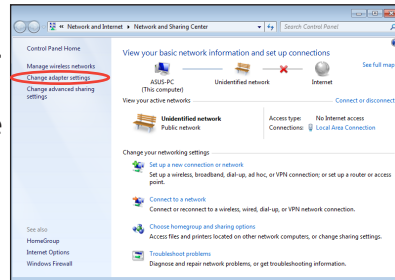 Network and Internet ▸ Network and Sharing Center
Search Control Panel
Control Panel Home
Manage wireless networks
Change adapter settings
Change advanced sharing
settings
View your basic network information and set up connections
See full map
ASUS-PC
(This computer)
Unidentified network
Internet
View your active networks
Connect or disconnect
Unidentified network
Public network
Access type: No Internet access
Connections: Local Area Connection
Change your networking settings
Set up a new connection or network
Set up a wireless, broadband, dial-up, ad hoc, or VPN connection; or set up a router or access
point.
Connect to a network
Connect or reconnect to a wireless, wired, dial-up, or VPN network connection.
Choose homegroup and sharing options
Access files and printers located on other network computers, or change sharing settings.
Troubleshoot problems
Diagnose and repair network problems, or get troubleshooting information.
See also
HomeGroup
Internet Options
Windows Firewall